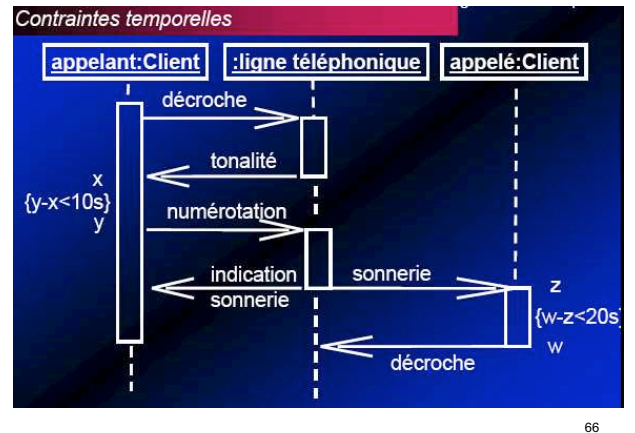 Contraintes temporelles
appelant:Client
:ligne téléphonique
appelé:Client
décroche
tonalité
x
{y-x<10s}
y
numérotation
indication
sonnerie
sonnerie
z
{w-z<20s}
w
décroche
66